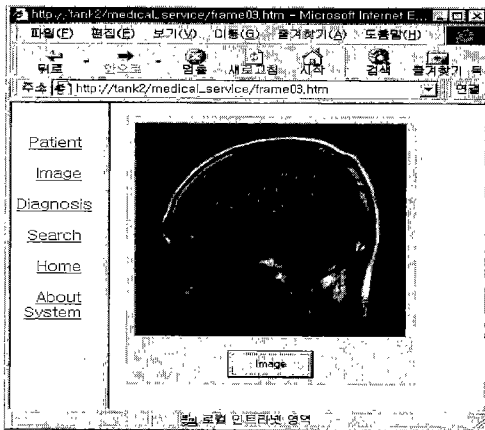 http://tank2/medical_service/frame03.htm - Microsoft Internet E...
파일(F) 편집(E) 보기(V) 이동(G) 즐겨찾기(A) 도움말(H)
뒤로 앞으로 멈춤 새로고침 시작 검색 즐겨찾기 목
주소 http://tank2/medical_service/frame03.htm 연결
Patient
Image
Diagnosis
Search
Home
About
System
Image
로컬 인트라넷 영역